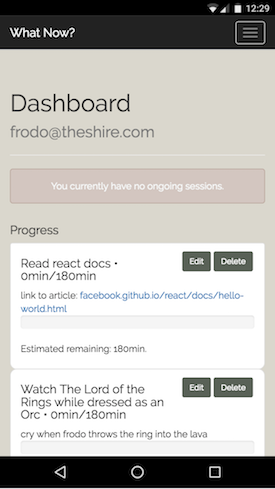 12:29
What Now?
Dashboard
frodo@theshire.com
You currently have no ongoing sessions.
Progress
Read react docs •
0min/180min
Edit
Delete
link to article: facebook.github.io/react/docs/hello-
world.html
Estimated remaining: 180min.
Watch The Lord of the
Rings while dressed as an
Orc • 0min/180min
Edit
Delete
cry when frodo throws the ring into the lava